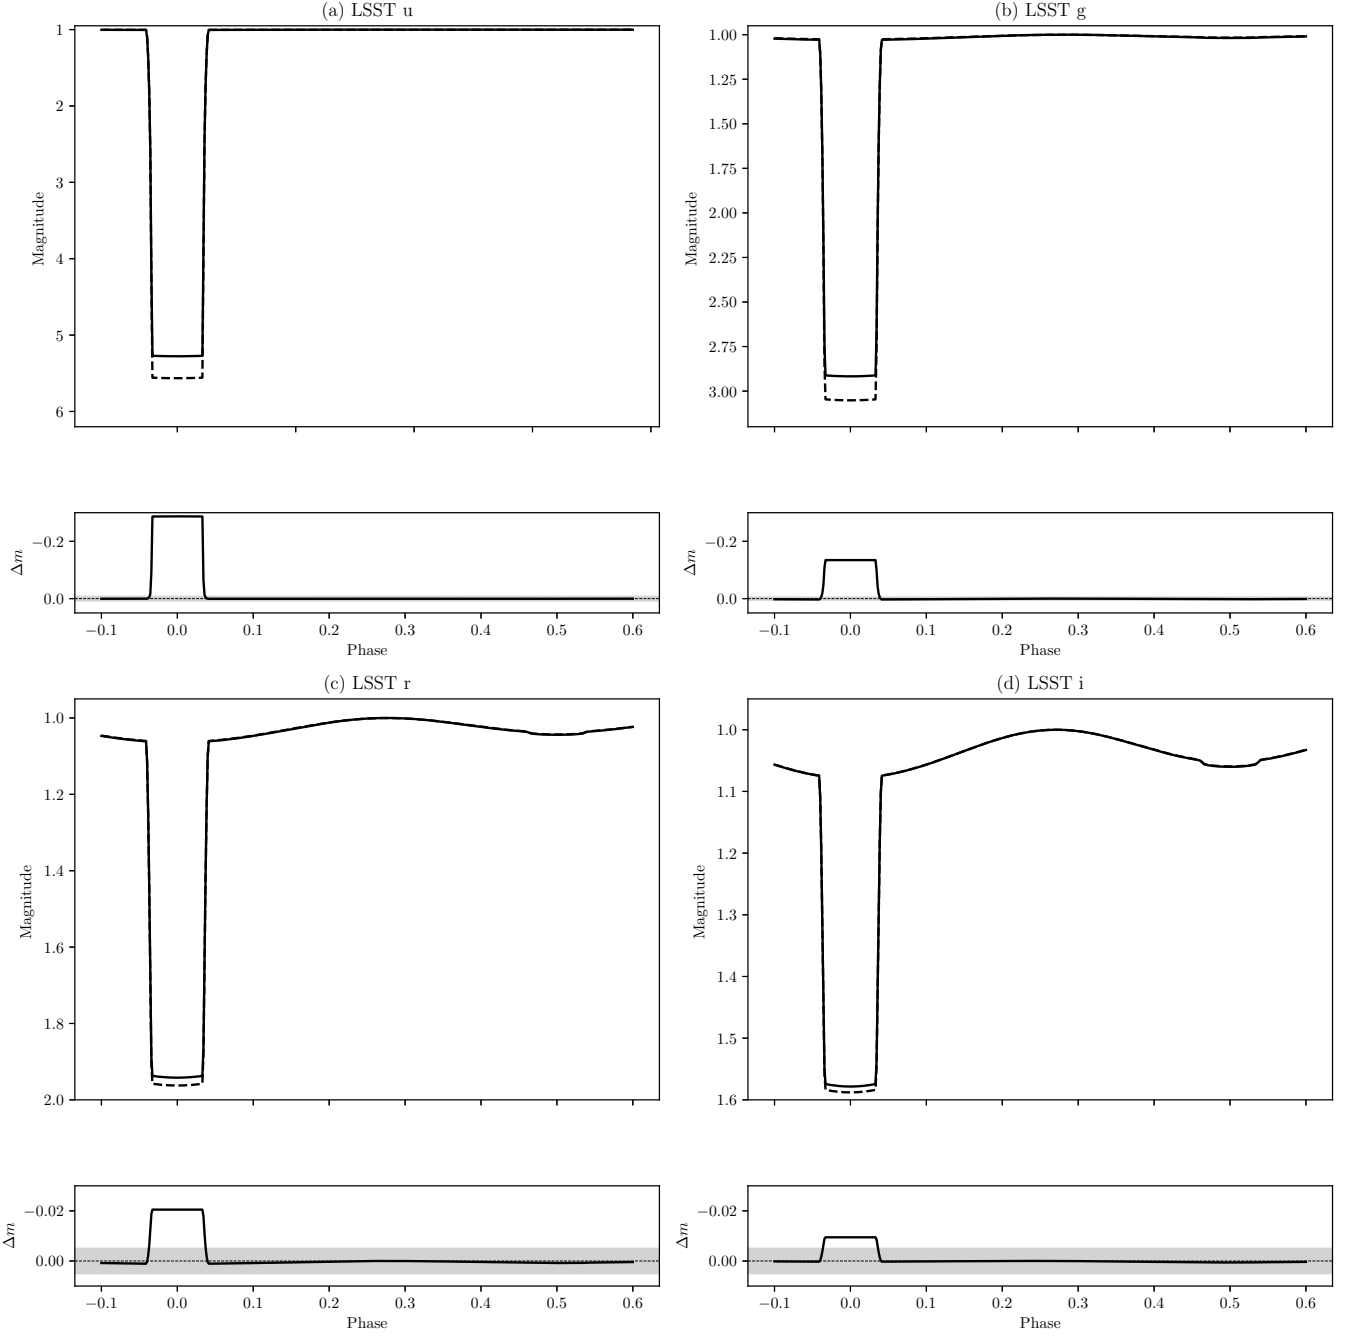 (a) LSST u
1
2
3
4
5
6
Magnitude
−0.2
0.0
Δm
−0.1 0.0 0.1 0.2 0.3 0.4 0.5 0.6
Phase
(b) LSST g
1.00
1.25
1.50
1.75
2.00
2.25
2.50
2.75
3.00
Magnitude
−0.2
0.0
Δm
−0.1 0.0 0.1 0.2 0.3 0.4 0.5 0.6
Phase
(c) LSST r
1.0
1.2
1.4
1.6
1.8
2.0
Magnitude
−0.02
0.00
Δm
−0.1 0.0 0.1 0.2 0.3 0.4 0.5 0.6
Phase
(d) LSST i
1.0
1.1
1.2
1.3
1.4
1.5
1.6
Magnitude
−0.02
0.00
Δm
−0.1 0.0 0.1 0.2 0.3 0.4 0.5 0.6
Phase